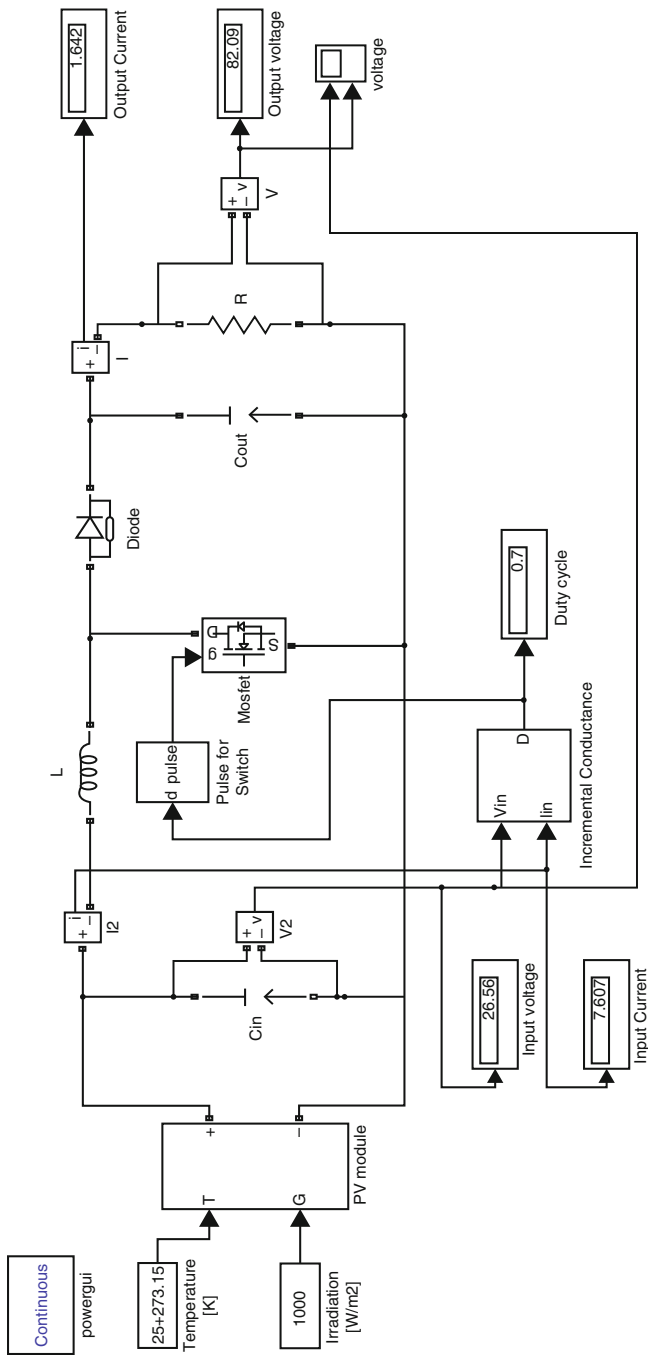 Continuous
powergui
25+273.15
Temperature
[K]
1000
Irradiation
[W/m2]
T
G
+
−
PV module
Cin
+ i
−
I2
+ v
−
V2
26.56
Input voltage
7.607
Input Current
L
d pulse
Pulse for
Switch
g
D
S
Mosfet
Vin
Iin
D
Incremental Conductance
0.7
Duty cycle
Diode
Cout
+ i
−
I
R
+ v
−
V
1.642
Output Current
82.09
Output voltage
voltage